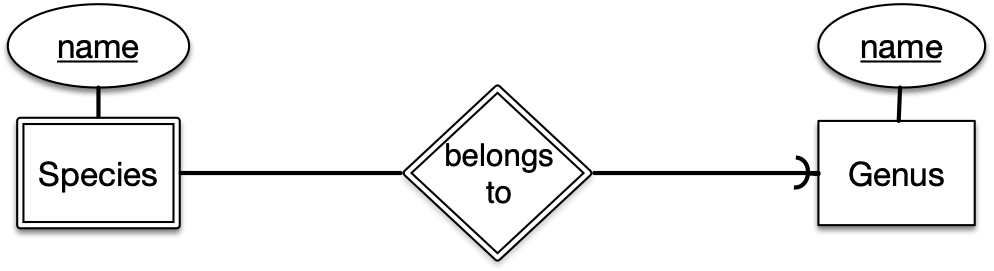 name
name
Species
belongs
to
Genus